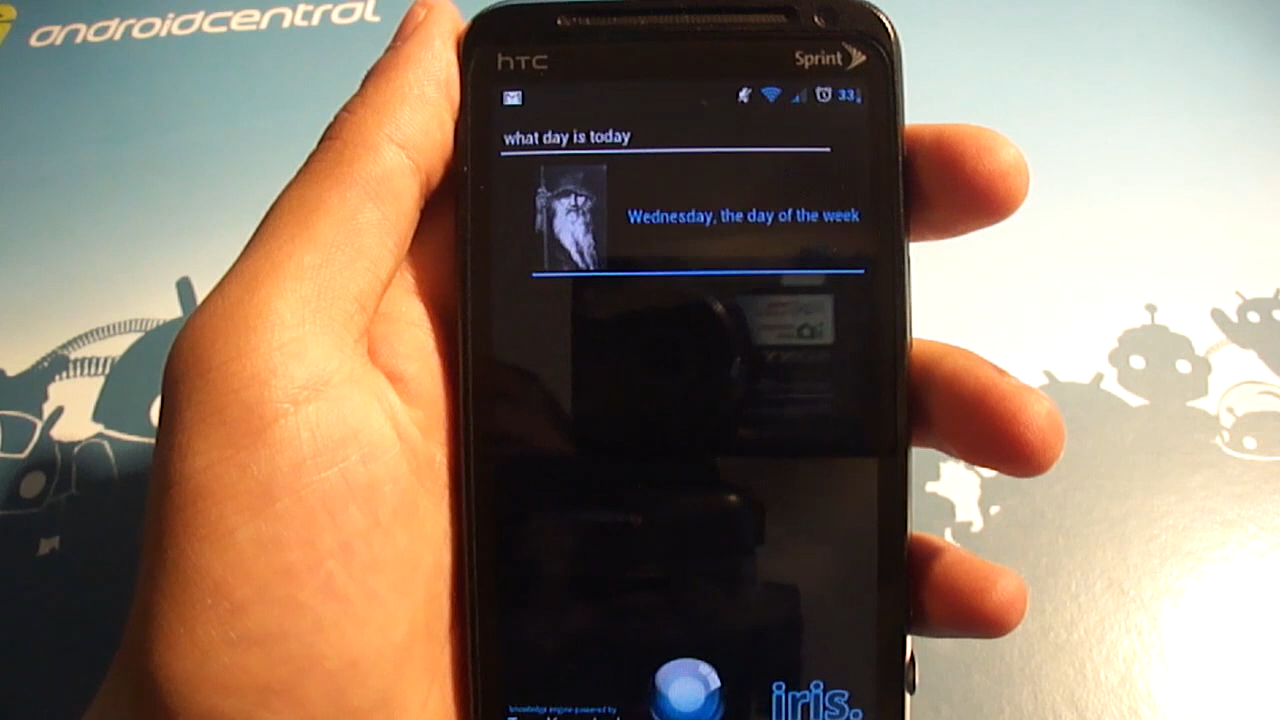 androidcentral
hTC
Sprint
33
what day is today
Wednesday, the day of the week
knowledge engine powered by
iris.